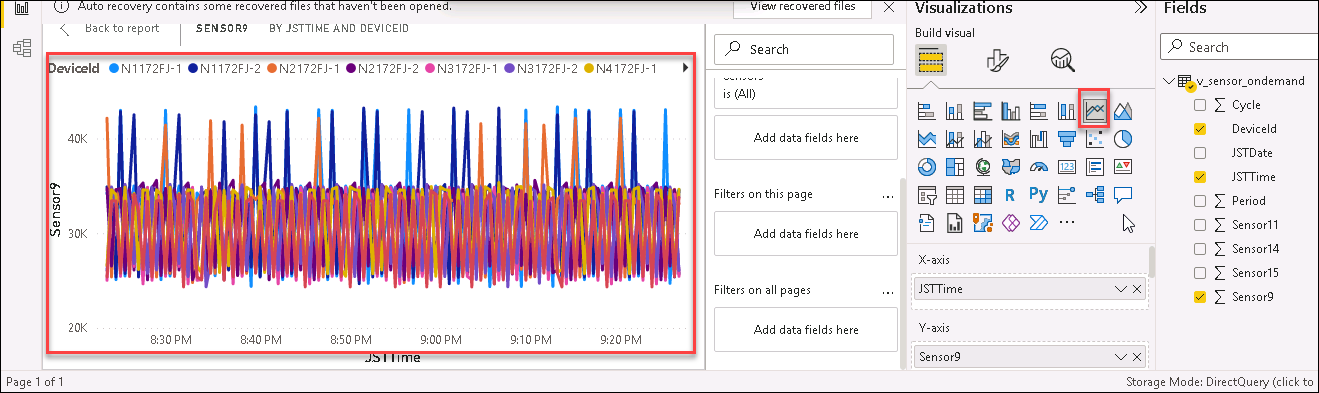 Auto recovery contains some recovered files that haven't been opened.
View recovered files
Back to report
SENSOR9
BY JSTTIME AND DEVICEID
DeviceId N1172FJ-1 N1172FJ-2 N2172FJ-1 N2172FJ-2 N3172FJ-1 N3172FJ-2 N4172FJ-1
40K
30K
20K
Sensor9
8:30 PM 8:40 PM 8:50 PM 9:00 PM 9:10 PM 9:20 PM
JSTTime
Search
is (All)
Add data fields here
Filters on this page
...
Add data fields here
Filters on all pages
...
Add data fields here
Visualizations
Build visual
123
R
Py
...
X-axis
JSTTime
Y-axis
Sensor9
Fields
Search
v_sensor_ondemand
Cycle
DeviceId
JSTDate
JSTTime
Period
Sensor11
Sensor14
Sensor15
Sensor9
Page 1 of 1
Storage Mode: DirectQuery (click to